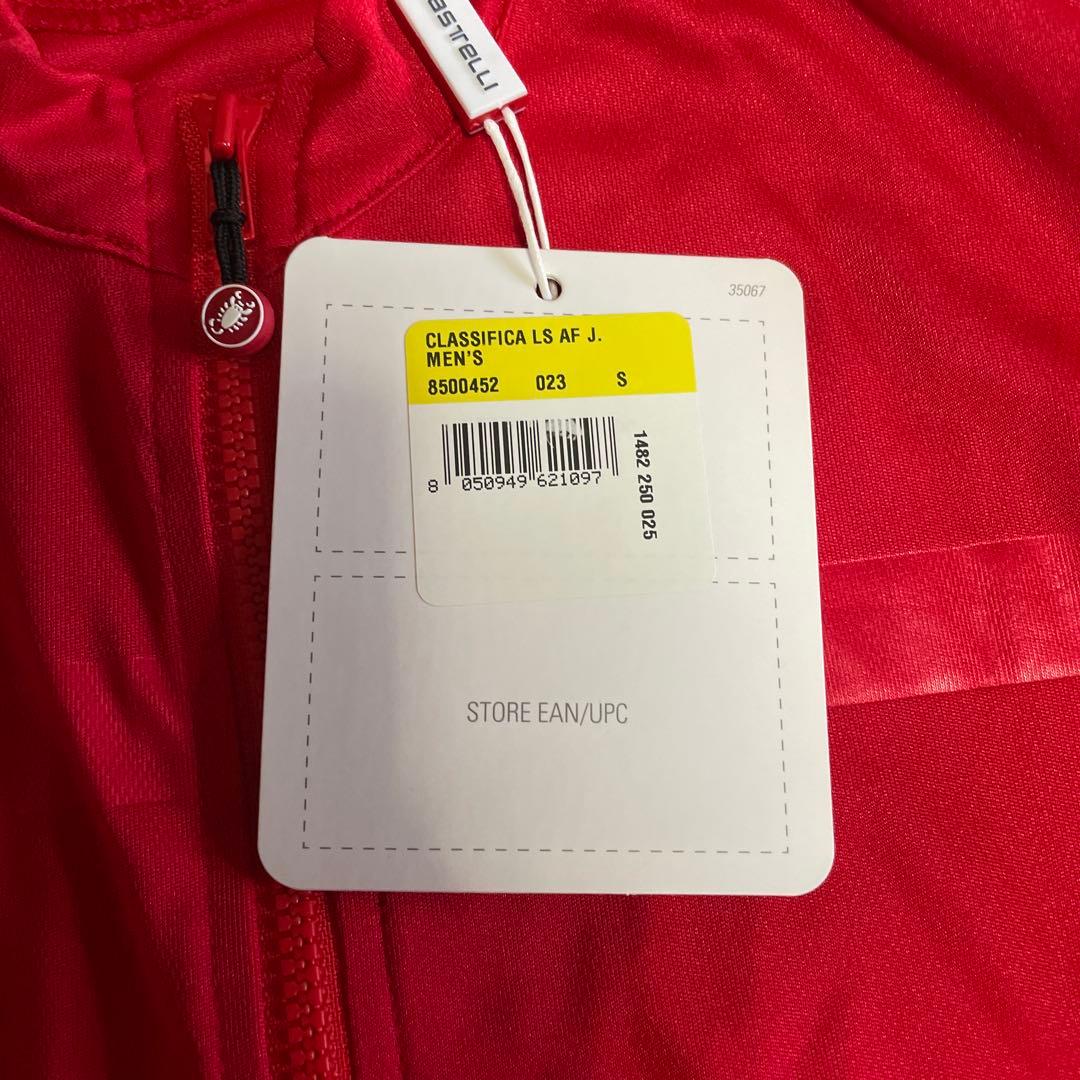 ASTELLI
35067
CLASSIFICA LS AF J.
MEN'S
8500452 023 S
8 050949 621097
1482 250 025
STORE EAN/UPC